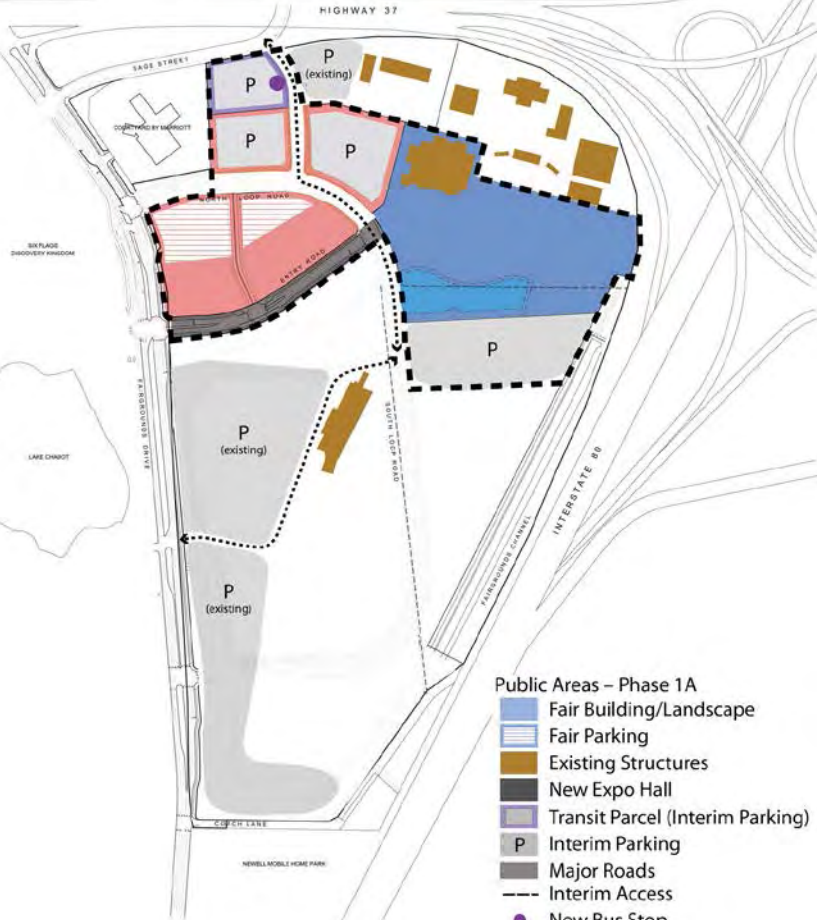 HIGHWAY 37
SAGE STREET
P
(existing)
P
COURTYARD BY MARRIOTT
P
P
NORTH LOOP ROAD
SIX FLAGS
DISCOVERY KINGDOM
ENTRY ROAD
P
FAIRGROUNDS DRIVE
P
(existing)
SOUTH LOOP ROAD
LAKE CHABOT
INTERSTATE 80
FAIRGROUNDS CHANNEL
P
(existing)
Public Areas – Phase 1A
Fair Building/Landscape
Fair Parking
Existing Structures
New Expo Hall
Transit Parcel (Interim Parking)
P Interim Parking
Major Roads
Interim Access
New Bus Stop
COACH LANE
NEWELL MOBILE HOME PARK